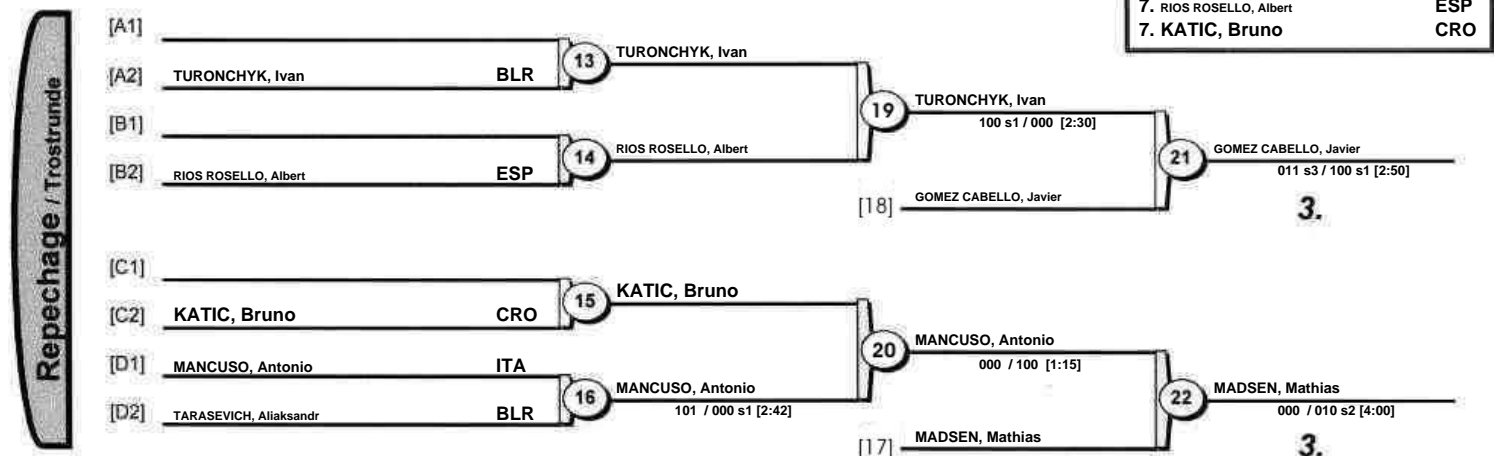 7. RIOS ROSELLO, Albert ESP
7. KATIC, Bruno CRO
Repechage / Trostrunde
[A1]
[A2] TURONCHYK, Ivan BLR
13 TURONCHYK, Ivan
[B1]
[B2] RIOS ROSELLO, Albert ESP
14 RIOS ROSELLO, Albert
19 TURONCHYK, Ivan
100 s1 / 000 [2:30]
[18] GOMEZ CABELLO, Javier
21 GOMEZ CABELLO, Javier
011 s3 / 100 s1 [2:50]
3.
[C1]
[C2] KATIC, Bruno CRO
15 KATIC, Bruno
[D1] MANCUSO, Antonio ITA
[D2] TARASEVICH, Aliaksandr BLR
16 MANCUSO, Antonio
101 / 000 s1 [2:42]
20 MANCUSO, Antonio
000 / 100 [1:15]
[17] MADSEN, Mathias
22 MADSEN, Mathias
000 / 010 s2 [4:00]
3.